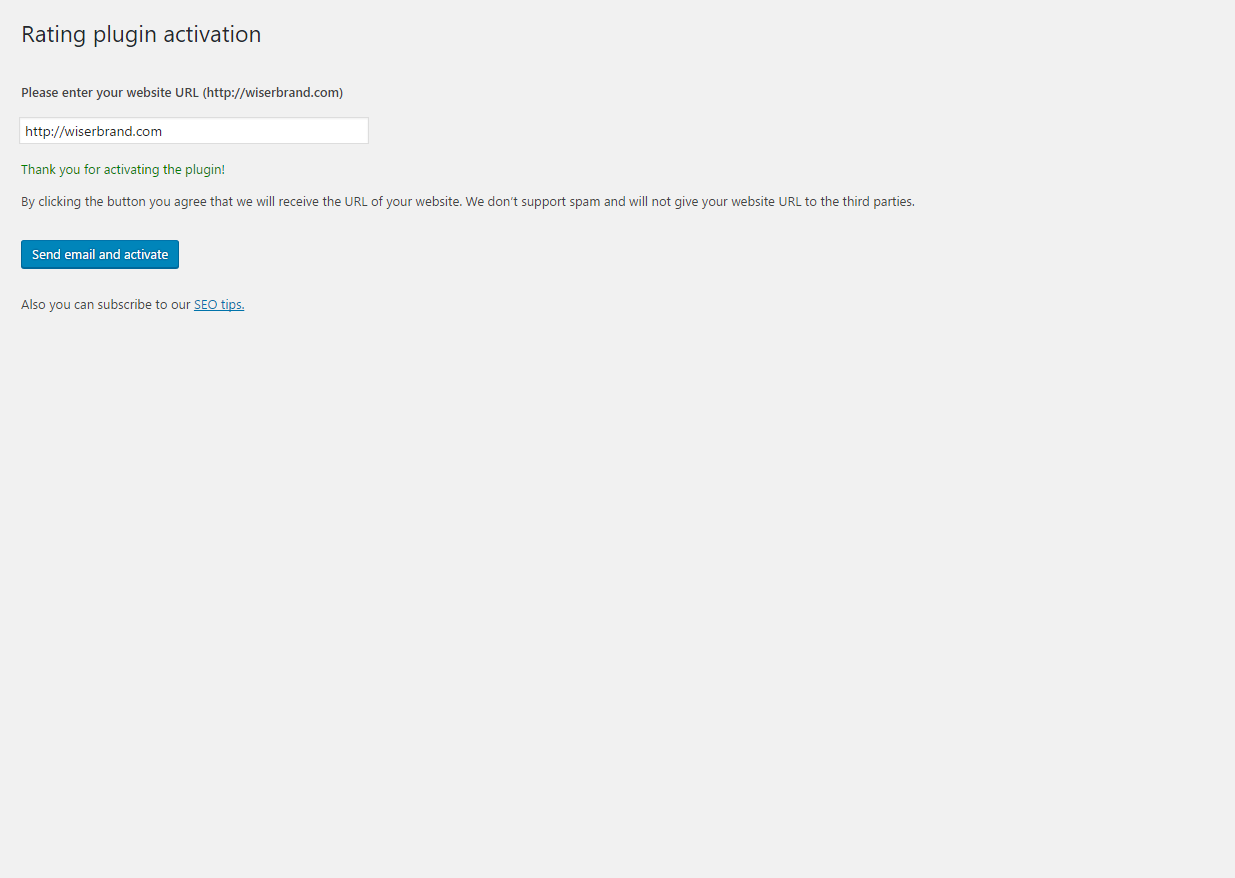 Rating plugin activation
Please enter your website URL (http://wiserbrand.com)
http://wiserbrand.com
Thank you for activating the plugin!
By clicking the button you agree that we will receive the URL of your website. We don’t support spam and will not give your website URL to the third parties.
Send email and activate
Also you can subscribe to our SEO tips.